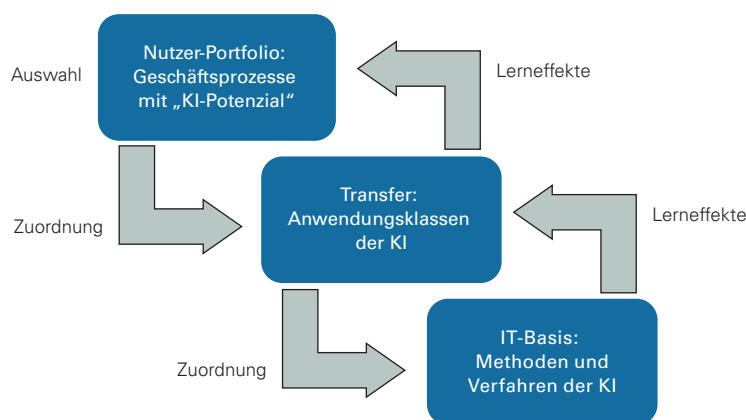 Nutzer-Portfolio:
Geschäftsprozesse
mit „KI-Potenzial“
Auswahl
Lerneffekte
Transfer:
Anwendungsklassen
der KI
Zuordnung
Lerneffekte
IT-Basis:
Methoden und
Verfahren der KI
Zuordnung